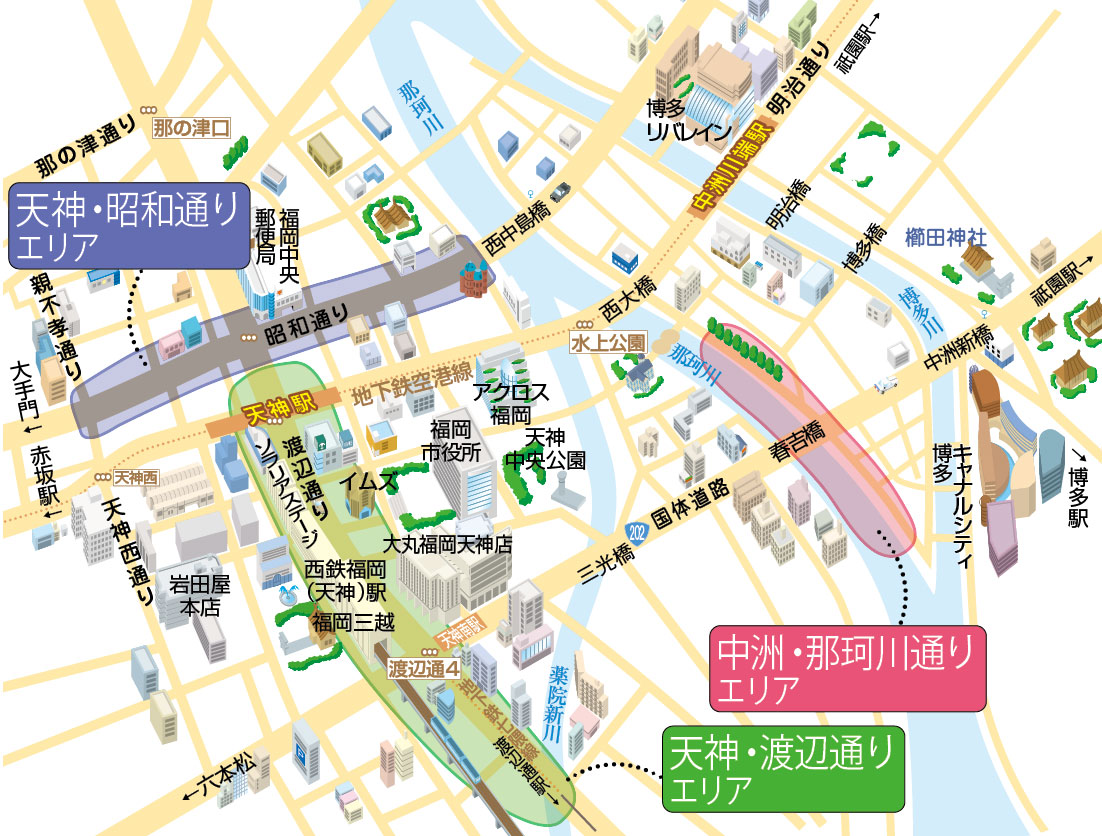 祇園駅→
明治通り
博多
リバレイン
中洲川端駅
那珂川
那の津通り
那の津口
天神・昭和通り
エリア
福岡中央
郵便局
西中島橋
明治橋
博多橋
櫛田神社
祇園駅→
博多川
中洲新橋
親不孝通り
昭和通り
西大橋
水上公園
那珂川
大手門
←
地下鉄空港線
天神駅
アクロス
福岡
赤坂駅
←
天神西
天神西通り
渡辺通り
ソラリアステージ
イムズ
福岡
市役所
天神
中央公園
春吉橋
国体道路
202
三光橋
キャナルシティ
博多
→
博多駅
大丸福岡天神店
岩田屋
本店
西鉄福岡
(天神)駅
福岡三越
天神南駅
渡辺通4
地下鉄七隈線
渡辺通駅→
薬院新川
中洲・那珂川通り
エリア
天神・渡辺通り
エリア
←六本松
P